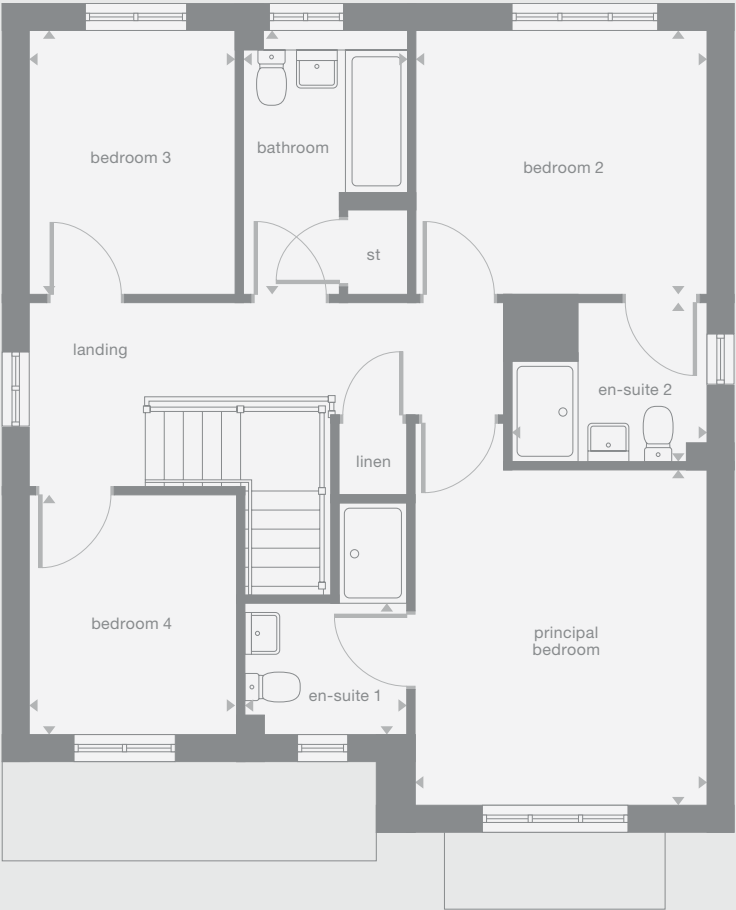 bedroom 3
bathroom
bedroom 2
st
landing
en-suite 2
linen
bedroom 4
principal
bedroom
en-suite 1